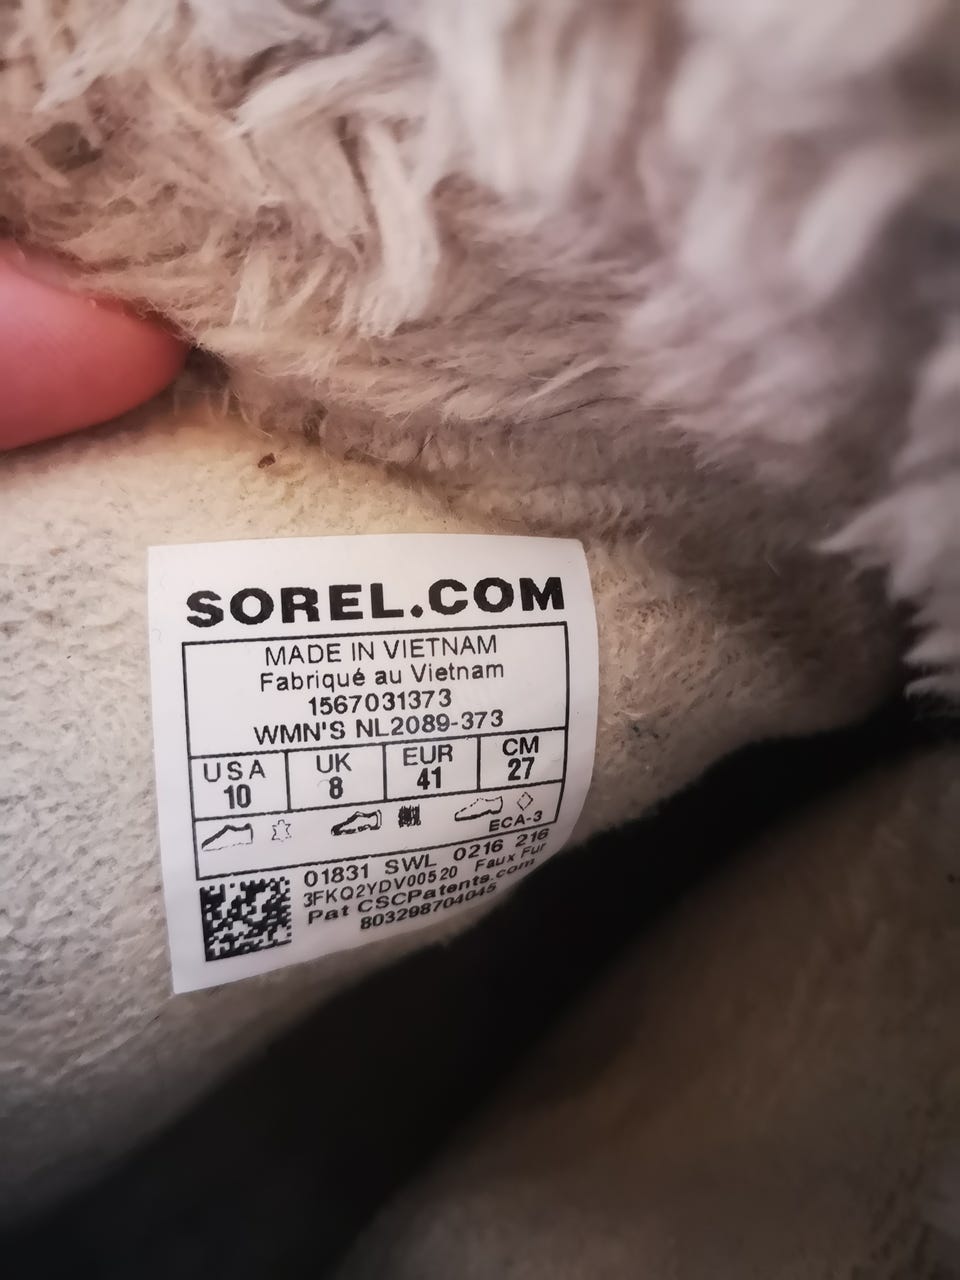 SOREL.COM
MADE IN VIETNAM
Fabriqué au Vietnam
1567031373
WMN'S NL2089-373
USA UK EUR CM
10 8 41 27
ECA-3
01831 SWL 0216 216
3FKQ2YDV00520 Faux Fur
Pat CSCPatents.com
803298704045